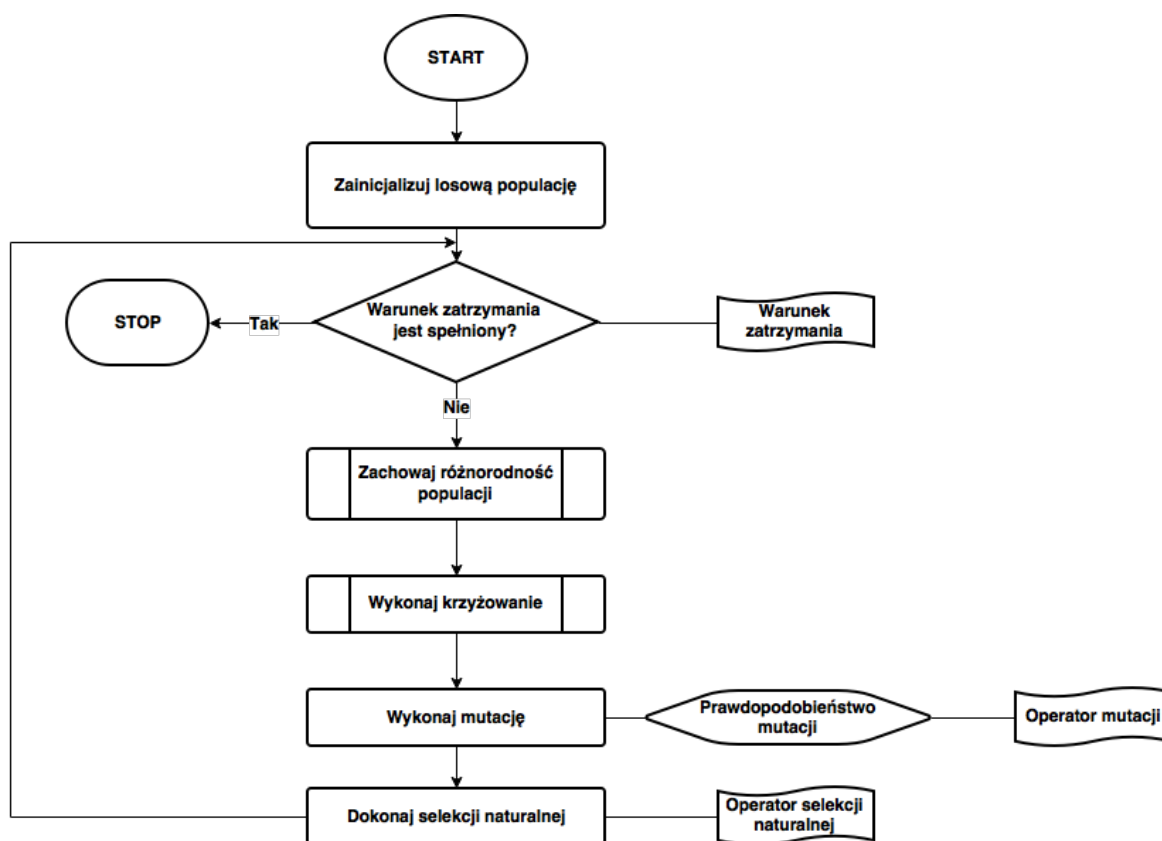 START
Zainicjalizuj losową populację
Warunek zatrzymania
jest spełniony?
Warunek
zatrzymania
STOP
Tak
Nie
Zachowaj różnorodność
populacji
Wykonaj krzyżowanie
Wykonaj mutację
Prawdopodobieństwo
mutacji
Operator mutacji
Dokonaj selekcji naturalnej
Operator selekcji
naturalnej